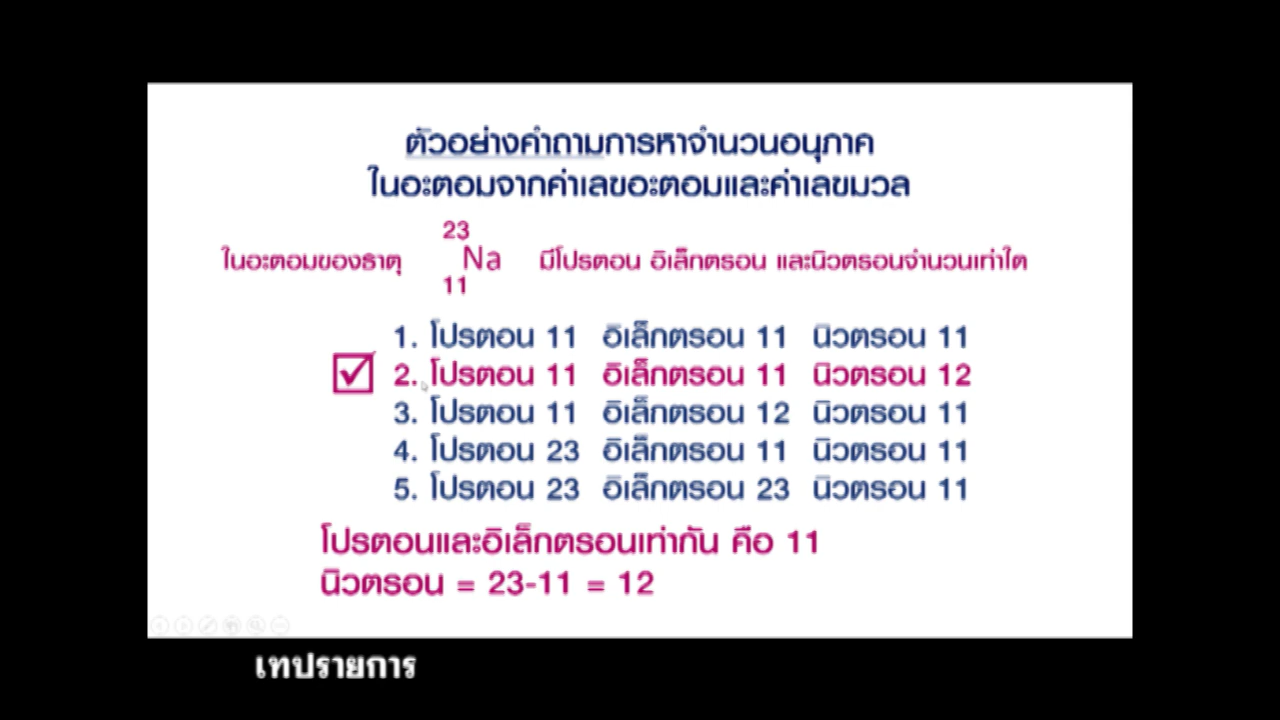 ตัวอย่างคำถามการหาจำนวนอนุภาค
ในอะตอมจากค่าเลขอะตอมและค่าเลขมวล
23
ในอะตอมของธาตุ Na มีโปรตอน อิเล็กตรอน และนิวตรอนจำนวนเท่าใด
11
1. โปรตอน 11 อิเล็กตรอน 11 นิวตรอน 11
2. โปรตอน 11 อิเล็กตรอน 11 นิวตรอน 12
3. โปรตอน 11 อิเล็กตรอน 12 นิวตรอน 11
4. โปรตอน 23 อิเล็กตรอน 11 นิวตรอน 11
5. โปรตอน 23 อิเล็กตรอน 23 นิวตรอน 11
โปรตอนและอิเล็กตรอนเท่ากัน คือ 11
นิวตรอน = 23-11 = 12
เทปรายการ